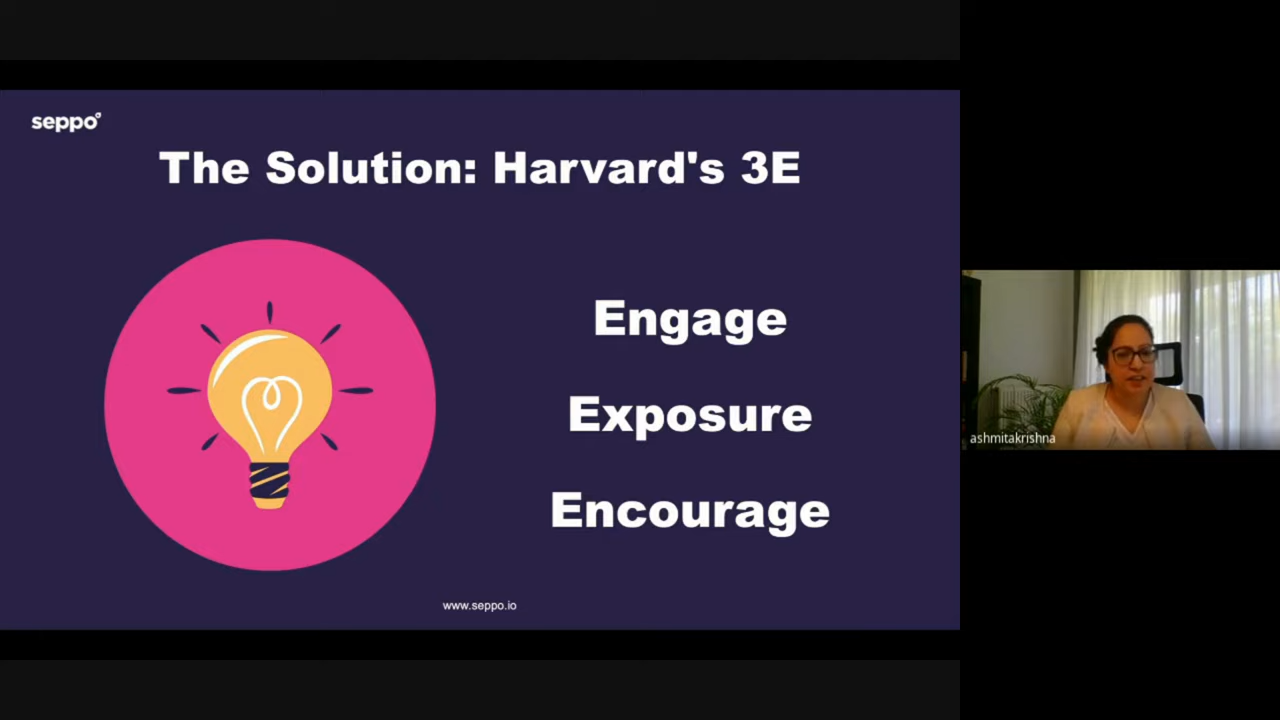 seppo
The Solution: Harvard's 3E
Engage
Exposure
Encourage
www.seppo.io
ashmitakrishna